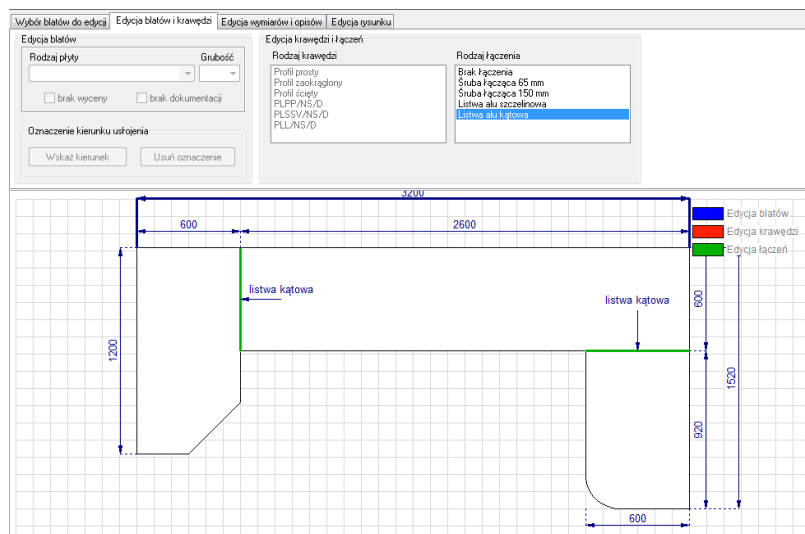 Wybór blatów do edycji Edycja blatów i krawędzi Edycja wymiarów i opisów Edycja rysunku
Edycja blatów
Rodzaj płyty Grubość
brak wyceny brak dokumentacji
Oznaczenie kierunku usłojenia
Wskaż kierunek Usuń oznaczenie
Edycja krawędzi i łączeń
Rodzaj krawędzi
Profil prosty
Profil zaokrąglony
Profil ścięty
PLPP/NS/D
PLSSV/NS/D
PLL/NS/D
Rodzaj łączenia
Brak łączenia
Śruba łącząca 65 mm
Śruba łącząca 150 mm
Listwa alu szczelinowa
Listwa alu kątowa
3200
600 2600
Edycja blatów
Edycja krawędzi
Edycja łączeń
listwa kątowa
listwa kątowa
600
1200
1520
920
600